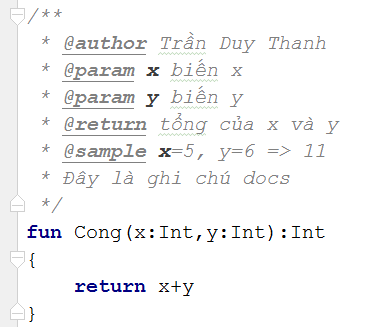 /**
* @author Trần Duy Thanh
* @param x biến x
* @param y biến y
* @return tổng của x và y
* @sample x=5, y=6 => 11
* Đây là ghi chú docs
*/
fun Cong(x:Int,y:Int):Int
{
return x+y
}